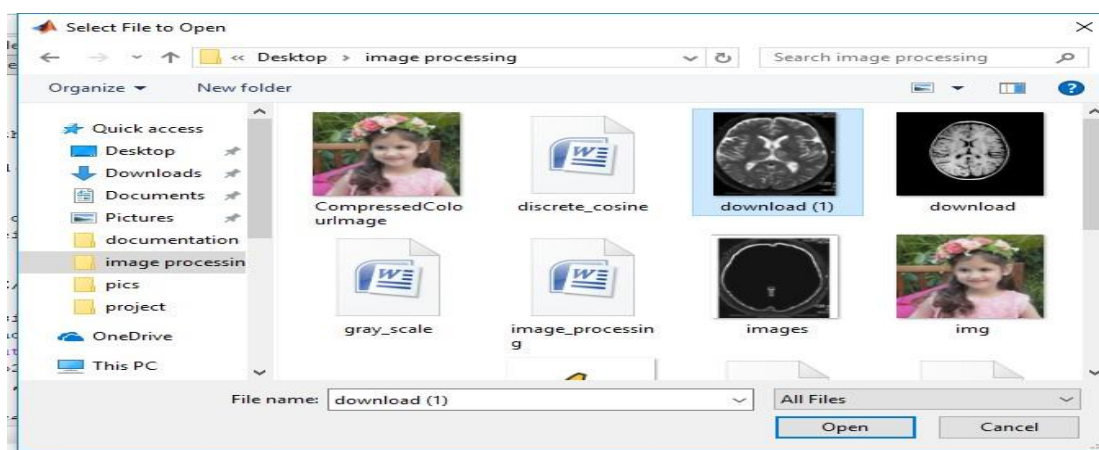 Select File to Open
« Desktop > image processing
Search image processing
Organize
New folder
Quick access
Desktop
Downloads
Documents
Pictures
documentation
image processin
pics
project
OneDrive
This PC
CompressedColo
urImage
discrete_cosine
download (1)
download
gray_scale
image_processin
g
images
img
File name: download (1)
All Files
Open
Cancel